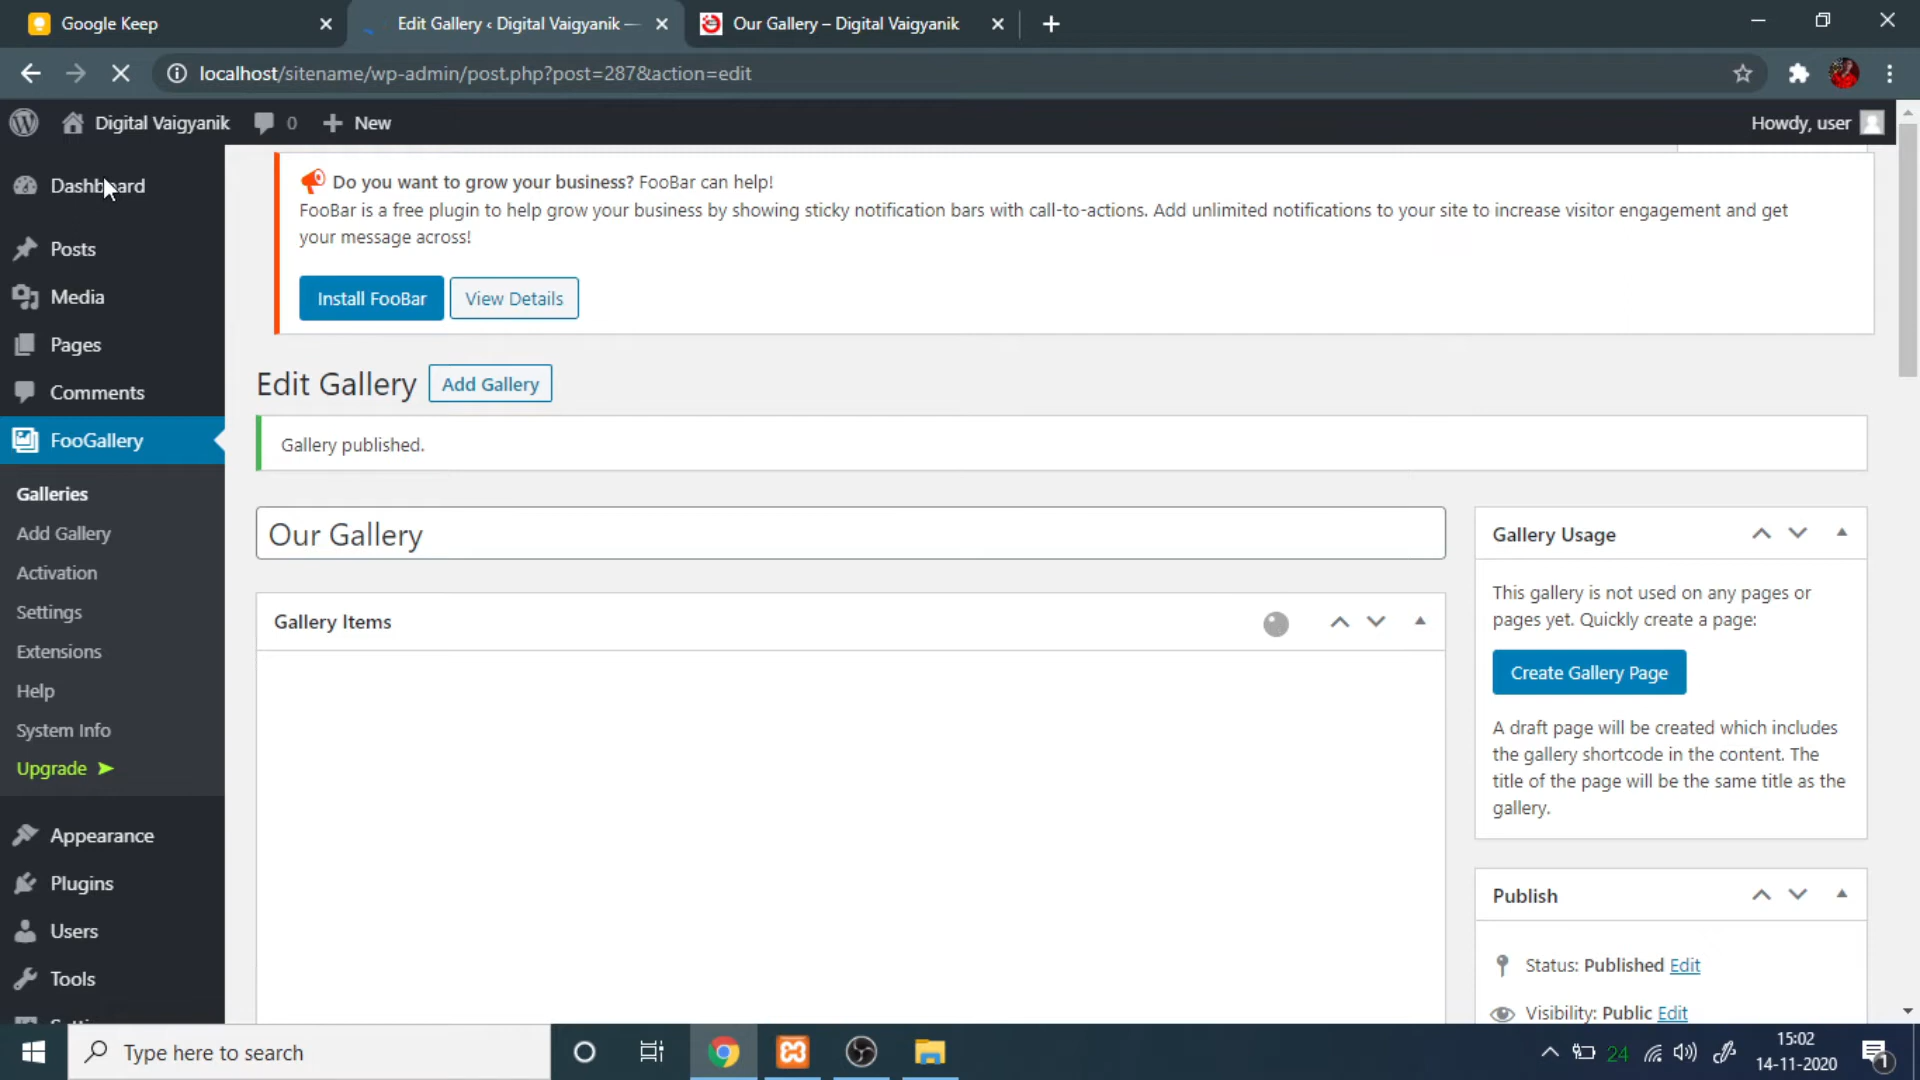 Google Keep
Edit Gallery ‹ Digital Vaigyanik —
Our Gallery – Digital Vaigyanik
localhost/sitename/wp-admin/post.php?post=287&action=edit
Digital Vaigyanik
0
New
Howdy, user
Dashboard
Posts
Media
Pages
Comments
FooGallery
Galleries
Add Gallery
Activation
Settings
Extensions
Help
System Info
Upgrade ➤
Appearance
Plugins
Users
Tools
Do you want to grow your business? FooBar can help!
FooBar is a free plugin to help grow your business by showing sticky notification bars with call-to-actions. Add unlimited notifications to your site to increase visitor engagement and get
your message across!
Install FooBar
View Details
Edit Gallery
Add Gallery
Gallery published.
Our Gallery
Gallery Items
Gallery Usage
This gallery is not used on any pages or
pages yet. Quickly create a page:
Create Gallery Page
A draft page will be created which includes
the gallery shortcode in the content. The
title of the page will be the same title as the
gallery.
Publish
Status: Published Edit
Visibility: Public Edit
Type here to search
24
15:02
14-11-2020
1